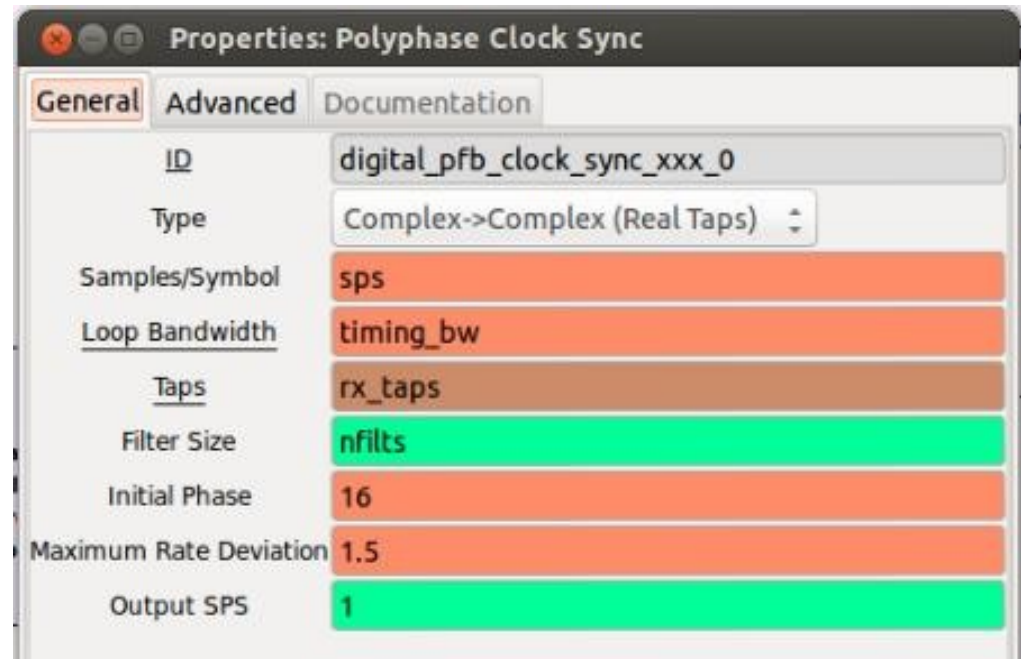 Properties: Polyphase Clock Sync
General Advanced Documentation
ID digital_pfb_clock_sync_xxx_0
Type Complex->Complex (Real Taps)
Samples/Symbol sps
Loop Bandwidth timing_bw
Taps rx_taps
Filter Size nfilts
Initial Phase 16
Maximum Rate Deviation 1.5
Output SPS 1